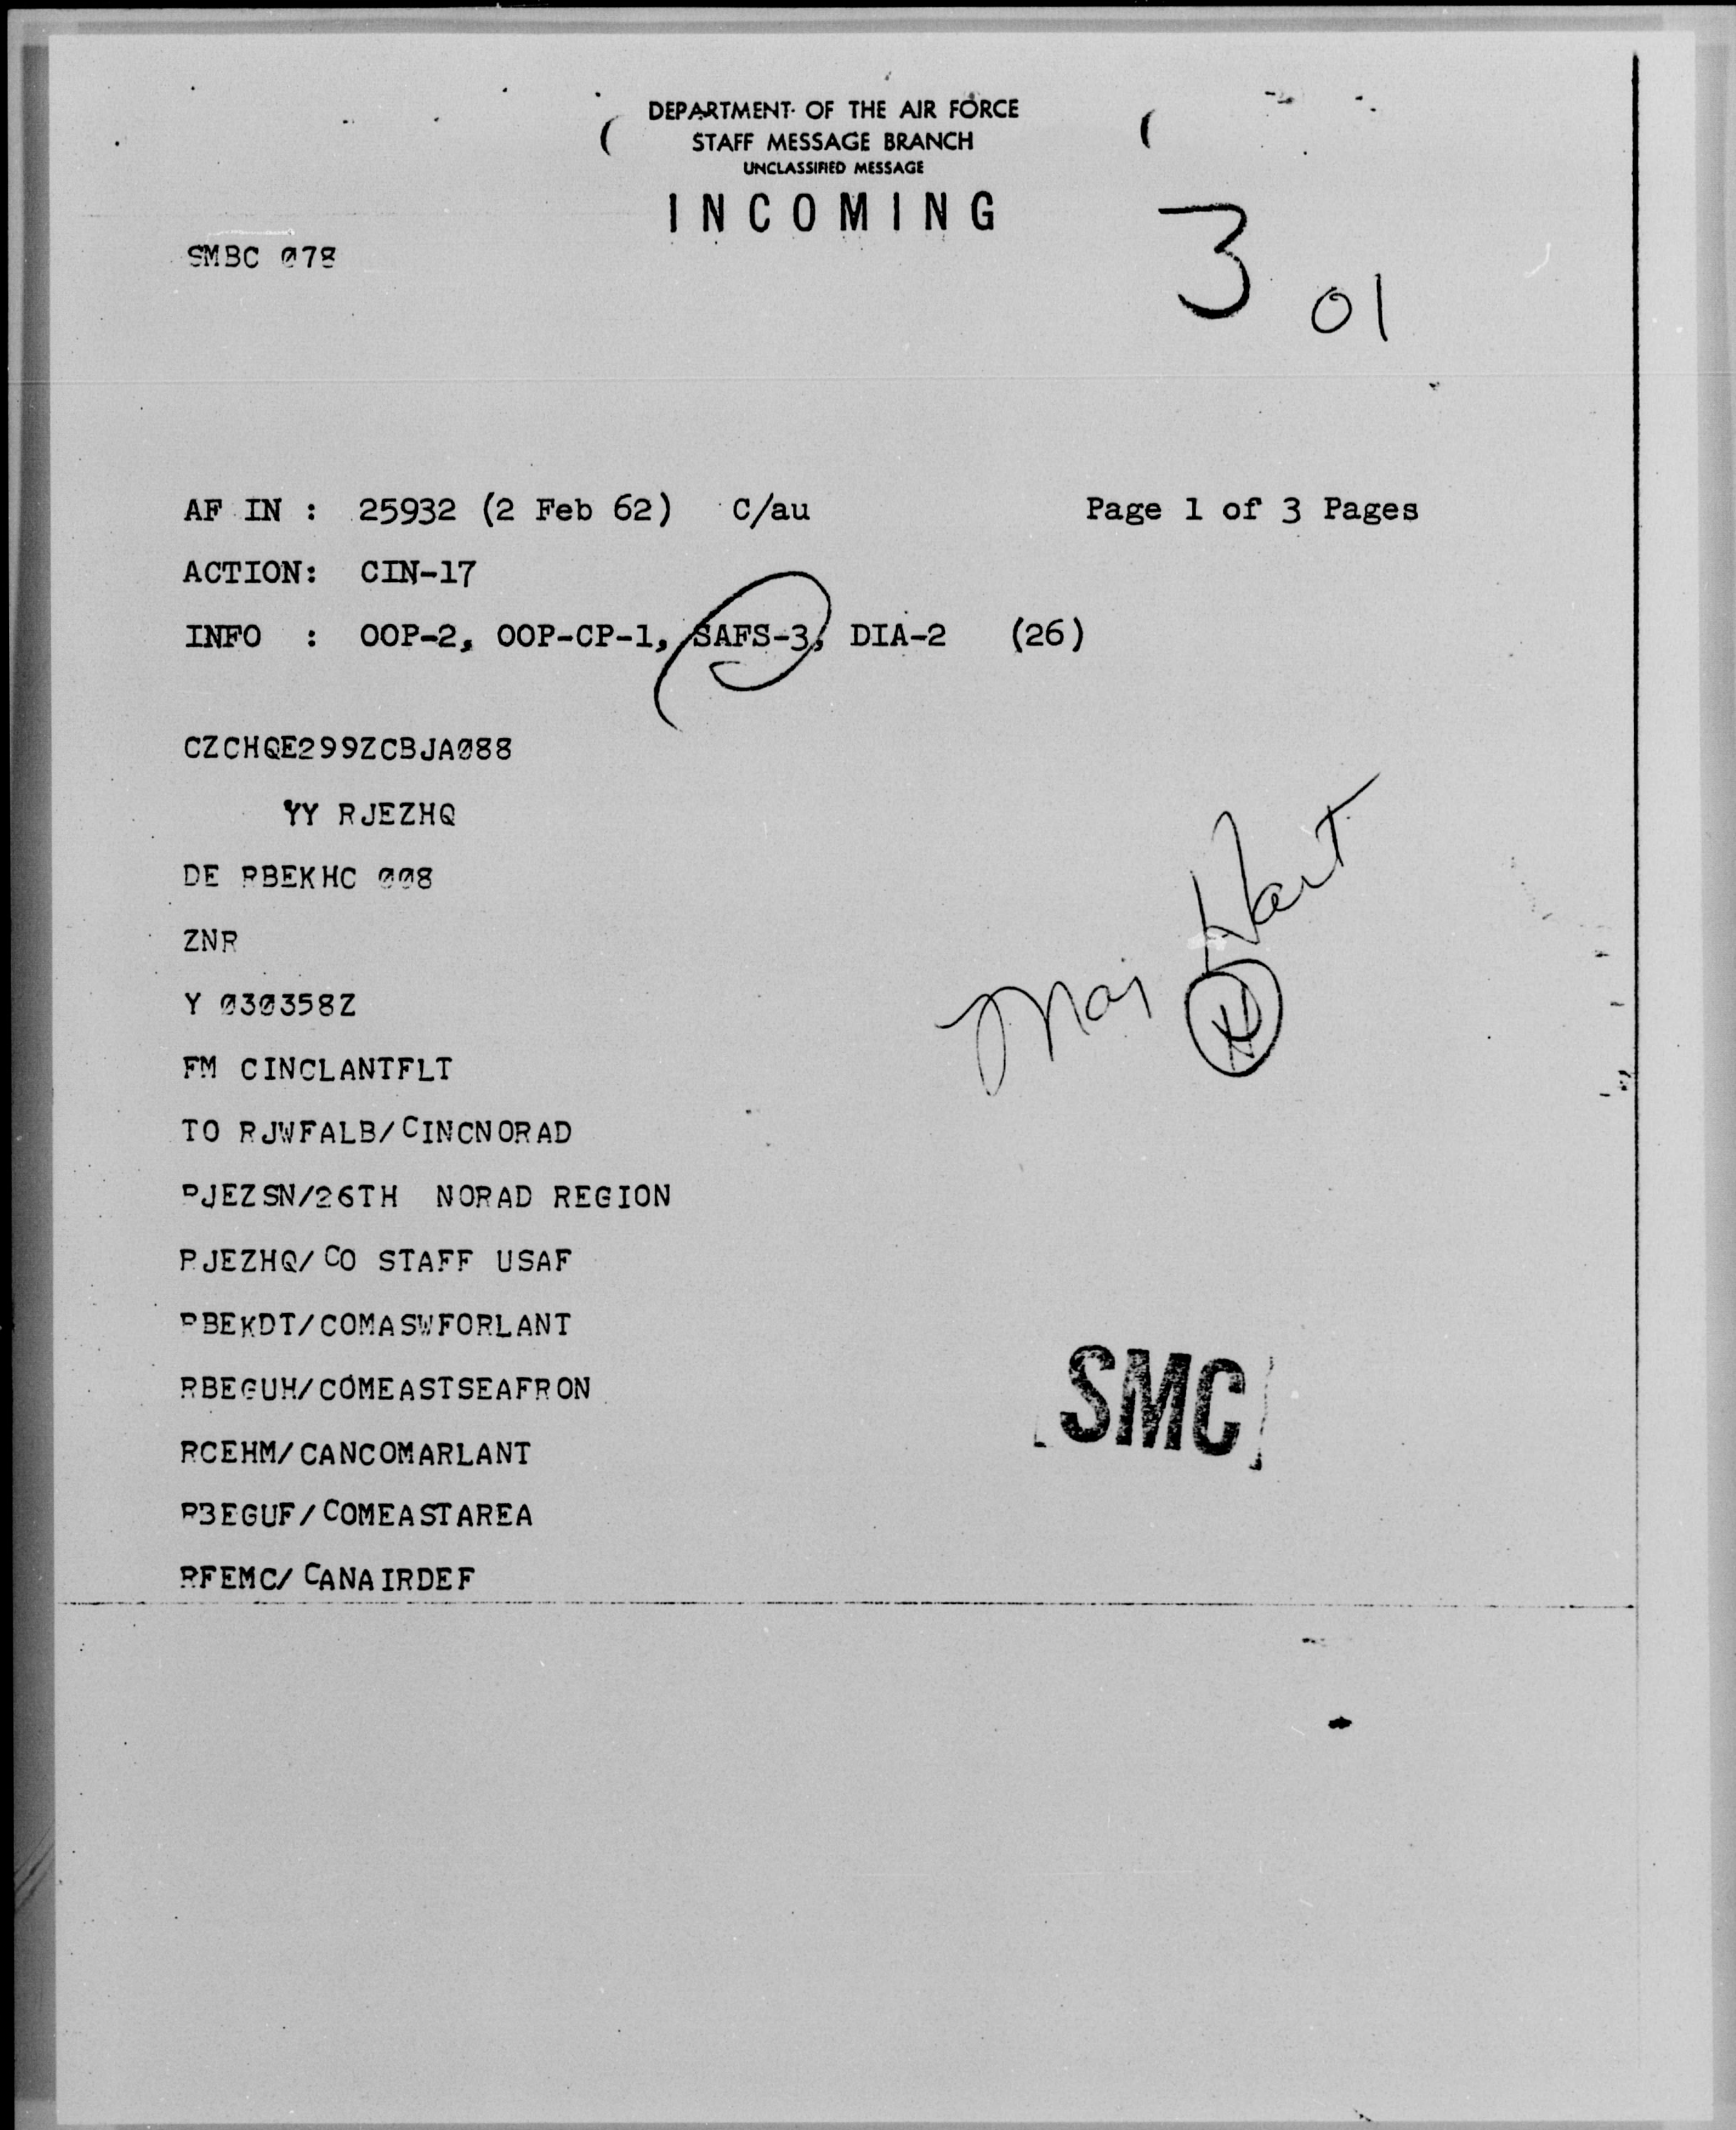 DEPARTMENT OF THE AIR FORCE
STAFF MESSAGE BRANCH
UNCLASSIFIED MESSAGE
INCOMING
SMBC 078
3 01
AF IN : 25932 (2 Feb 62) C/au Page 1 of 3 Pages
ACTION: CIN-17
INFO : OOP-2, OOP-CP-1, SAFS-3, DIA-2 (26)
CZCHQE299ZCBJA088
YY RJEZHQ
DE RBEKHC 008
ZNR
Y 030358Z
FM CINCLANTFLT
TO RJWFALB/CINCNORAD
RJEZSN/26TH NORAD REGION
RJEZHQ/CO STAFF USAF
RBEKDT/COMASWFORLANT
RBEGUH/COMEASTSEAFRON
RCEHM/CANCOMARLANT
RBEGUF/COMEASTAREA
RFEMC/CANAIRDEF
Maj Hart
SMC